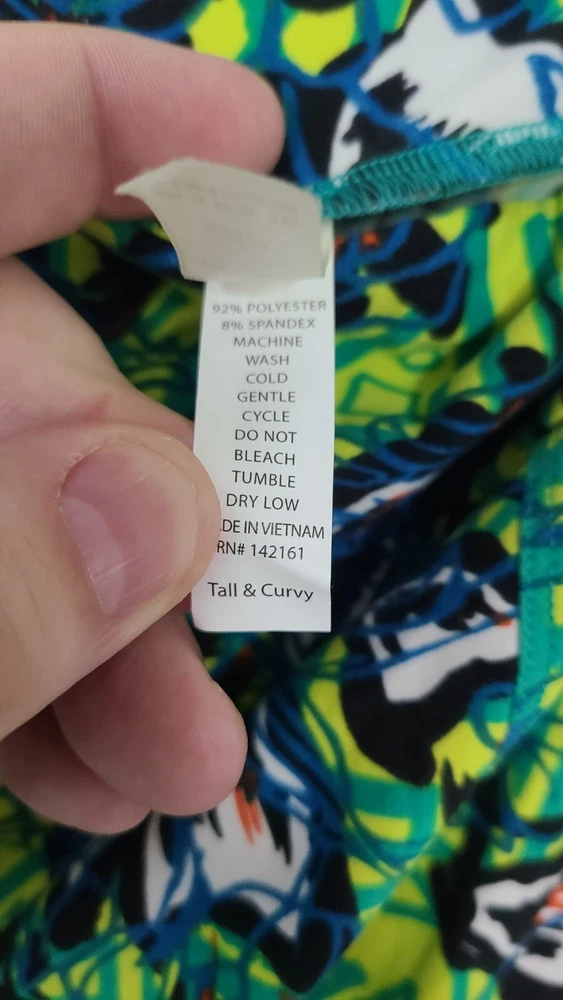 92% POLYESTER
8% SPANDEX
MACHINE
WASH
COLD
GENTLE
CYCLE
DO NOT
BLEACH
TUMBLE
DRY LOW
DE IN VIETNAM
RN# 142161
Tall & Curvy